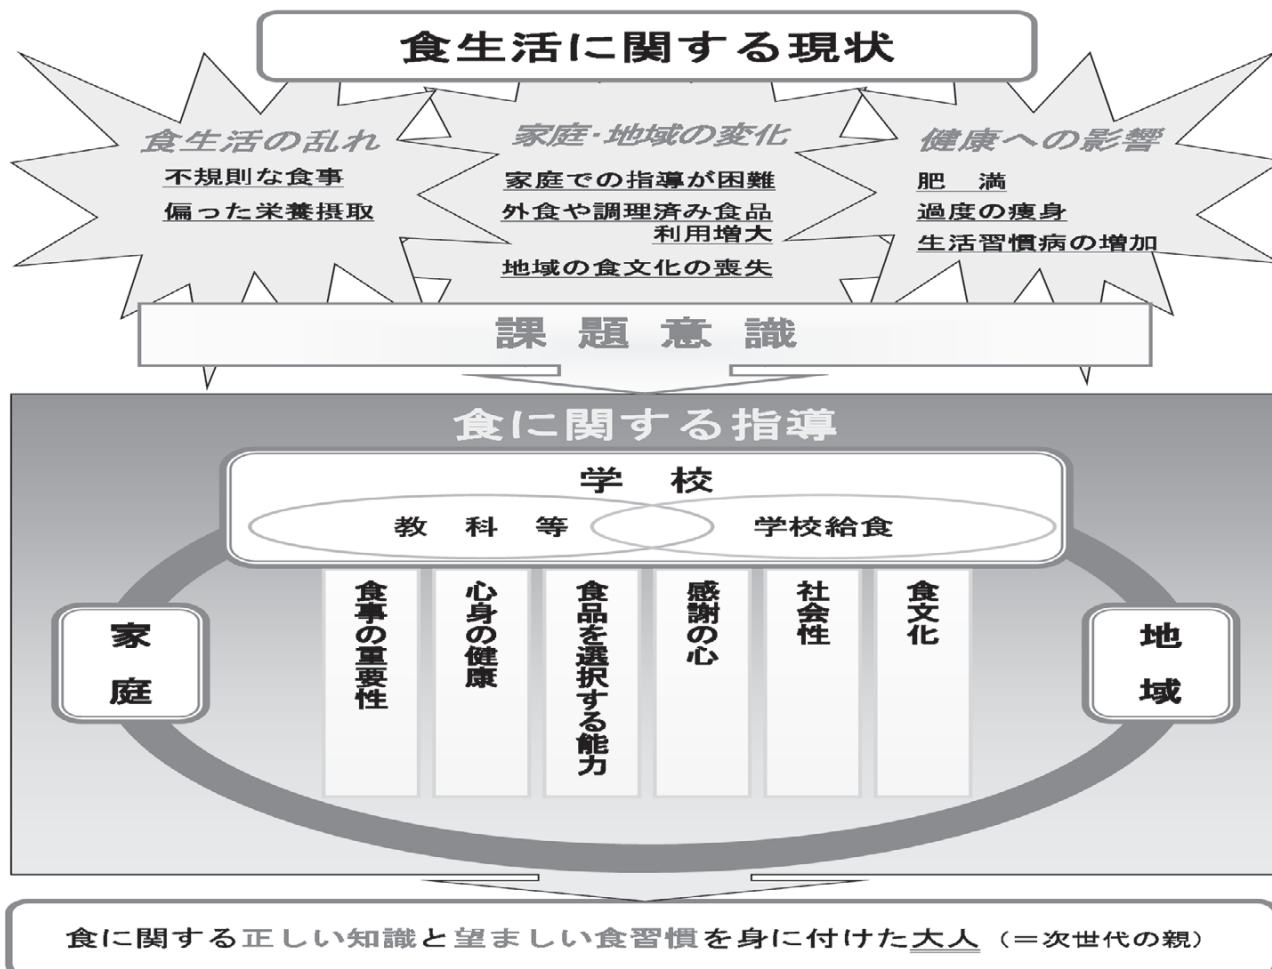 食生活に関する現状
食生活の乱れ
不規則な食事
偏った栄養摂取
家庭・地域の変化
家庭での指導が困難
外食や調理済み食品
利用増大
地域の食文化の喪失
健康への影響
肥　満
過度の痩身
生活習慣病の増加
課 題 意 識
食に関する指導
学　校
教　科　等
学校給食
食事の重要性
心身の健康
食品を選択する能力
感謝の心
社会性
食文化
家
庭
地
域
食に関する正しい知識と望ましい食習慣を身に付けた大人（＝次世代の親）